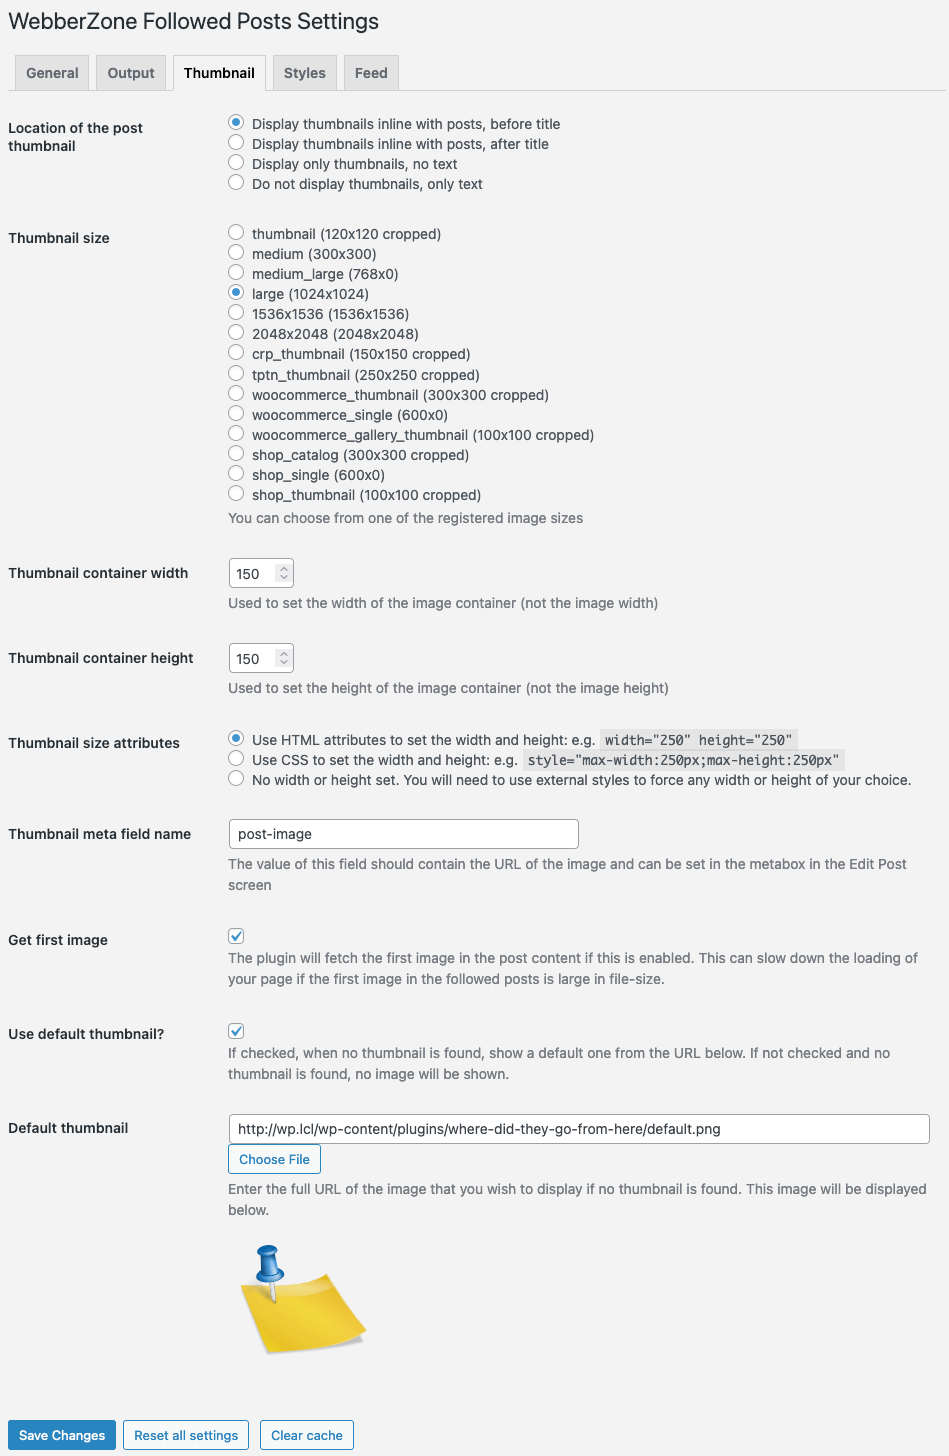 WebberZone Followed Posts Settings
General Output Thumbnail Styles Feed
Location of the post
thumbnail
Display thumbnails inline with posts, before title
Display thumbnails inline with posts, after title
Display only thumbnails, no text
Do not display thumbnails, only text
Thumbnail size
thumbnail (120x120 cropped)
medium (300x300)
medium_large (768x0)
large (1024x1024)
1536x1536 (1536x1536)
2048x2048 (2048x2048)
crp_thumbnail (150x150 cropped)
tptn_thumbnail (250x250 cropped)
woocommerce_thumbnail (300x300 cropped)
woocommerce_single (600x0)
woocommerce_gallery_thumbnail (100x100 cropped)
shop_catalog (300x300 cropped)
shop_single (600x0)
shop_thumbnail (100x100 cropped)
You can choose from one of the registered image sizes
Thumbnail container width
150
Used to set the width of the image container (not the image width)
Thumbnail container height
150
Used to set the height of the image container (not the image height)
Thumbnail size attributes
Use HTML attributes to set the width and height: e.g. width="250" height="250"
Use CSS to set the width and height: e.g. style="max-width:250px;max-height:250px"
No width or height set. You will need to use external styles to force any width or height of your choice.
Thumbnail meta field name
post-image
The value of this field should contain the URL of the image and can be set in the metabox in the Edit Post
screen
Get first image
The plugin will fetch the first image in the post content if this is enabled. This can slow down the loading of
your page if the first image in the followed posts is large in file-size.
Use default thumbnail?
If checked, when no thumbnail is found, show a default one from the URL below. If not checked and no
thumbnail is found, no image will be shown.
Default thumbnail
http://wp.lcl/wp-content/plugins/where-did-they-go-from-here/default.png
Choose File
Enter the full URL of the image that you wish to display if no thumbnail is found. This image will be displayed
below.
Save Changes Reset all settings Clear cache